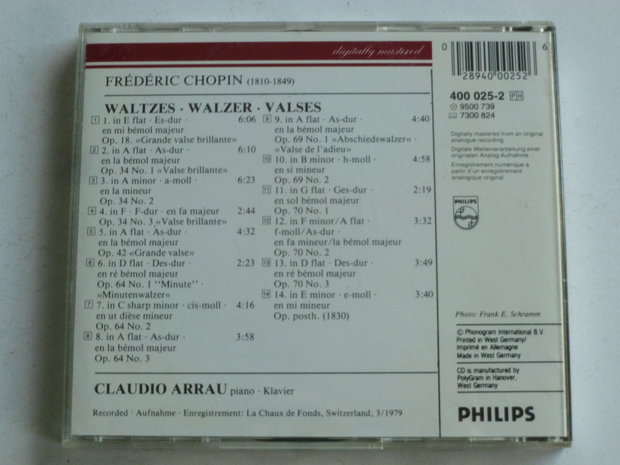 digitally mastered
FRÉDÉRIC CHOPIN (1810-1849)
WALTZES · WALZER · VALSES
1 1. in E flat · Es-dur · 6:06
en mi bémol majeur
Op. 18. «Grande valse brillante»
2 2. in A flat · As-dur · 6:10
en la bémol majeur
Op. 34 No. 1 «Valse brillante»
3 3. in A minor · a-moll · 6:23
en la mineur
Op. 34 No. 2
4 4. in F · F-dur · en fa majeur 2:44
Op. 34 No. 3 «Valse brillante»
5 5. in A flat · As-dur · 4:32
en la bémol majeur
Op. 42 «Grande valse»
6 6. in D flat · Des-dur · 2:23
en ré bémol majeur
Op. 64 No. 1 "Minute" ·
»Minutenwalzer«
7 7. in C sharp minor · cis-moll · 4:16
en ut dièse mineur
Op. 64 No. 2
8 8. in A flat · As-dur · 3:58
en la bémol majeur
Op. 64 No. 3
9 9. in A flat · As-dur · 4:40
en la bémol majeur
Op. 69 No. 1 »Abschiedswalzer« ·
«Valse de l'adieu»
10 10. in B minor · h-moll · 4:58
en si mineur
Op. 69 No. 2
11 11. in G flat · Ges-dur · 2:19
en sol bémol majeur
Op. 70 No. 1
12 12. in F minor/A flat · 3:32
f-moll/As-dur ·
en fa mineur/la bémol majeur
Op. 70 No. 2
13 13. in D flat · Des-dur · 3:49
en ré bémol majeur
Op. 70 No. 3
14 14. in E minor · e-moll · 3:40
en mi mineur
Op. posth. (1830)
CLAUDIO ARRAU piano · Klavier
Recorded · Aufnahme · Enregistrement: La Chaux de Fonds, Switzerland, 3/1979
0 28940 00252 6
400 025-2 PH
9500 739
7300 824
Digitally mastered from an original
analogue recording
Digitale Weiterverarbeitung einer
originalen Analog-Aufnahme
Enregistrement numérique à
partir d'un enregistrement
analogique original
PHILIPS
Photo: Frank E. Schramm
© Phonogram International B.V.
Printed in West Germany/
Imprimé en Allemagne
Made in West Germany
CD is manufactured by
PolyGram in Hanover,
West Germany
PHILIPS